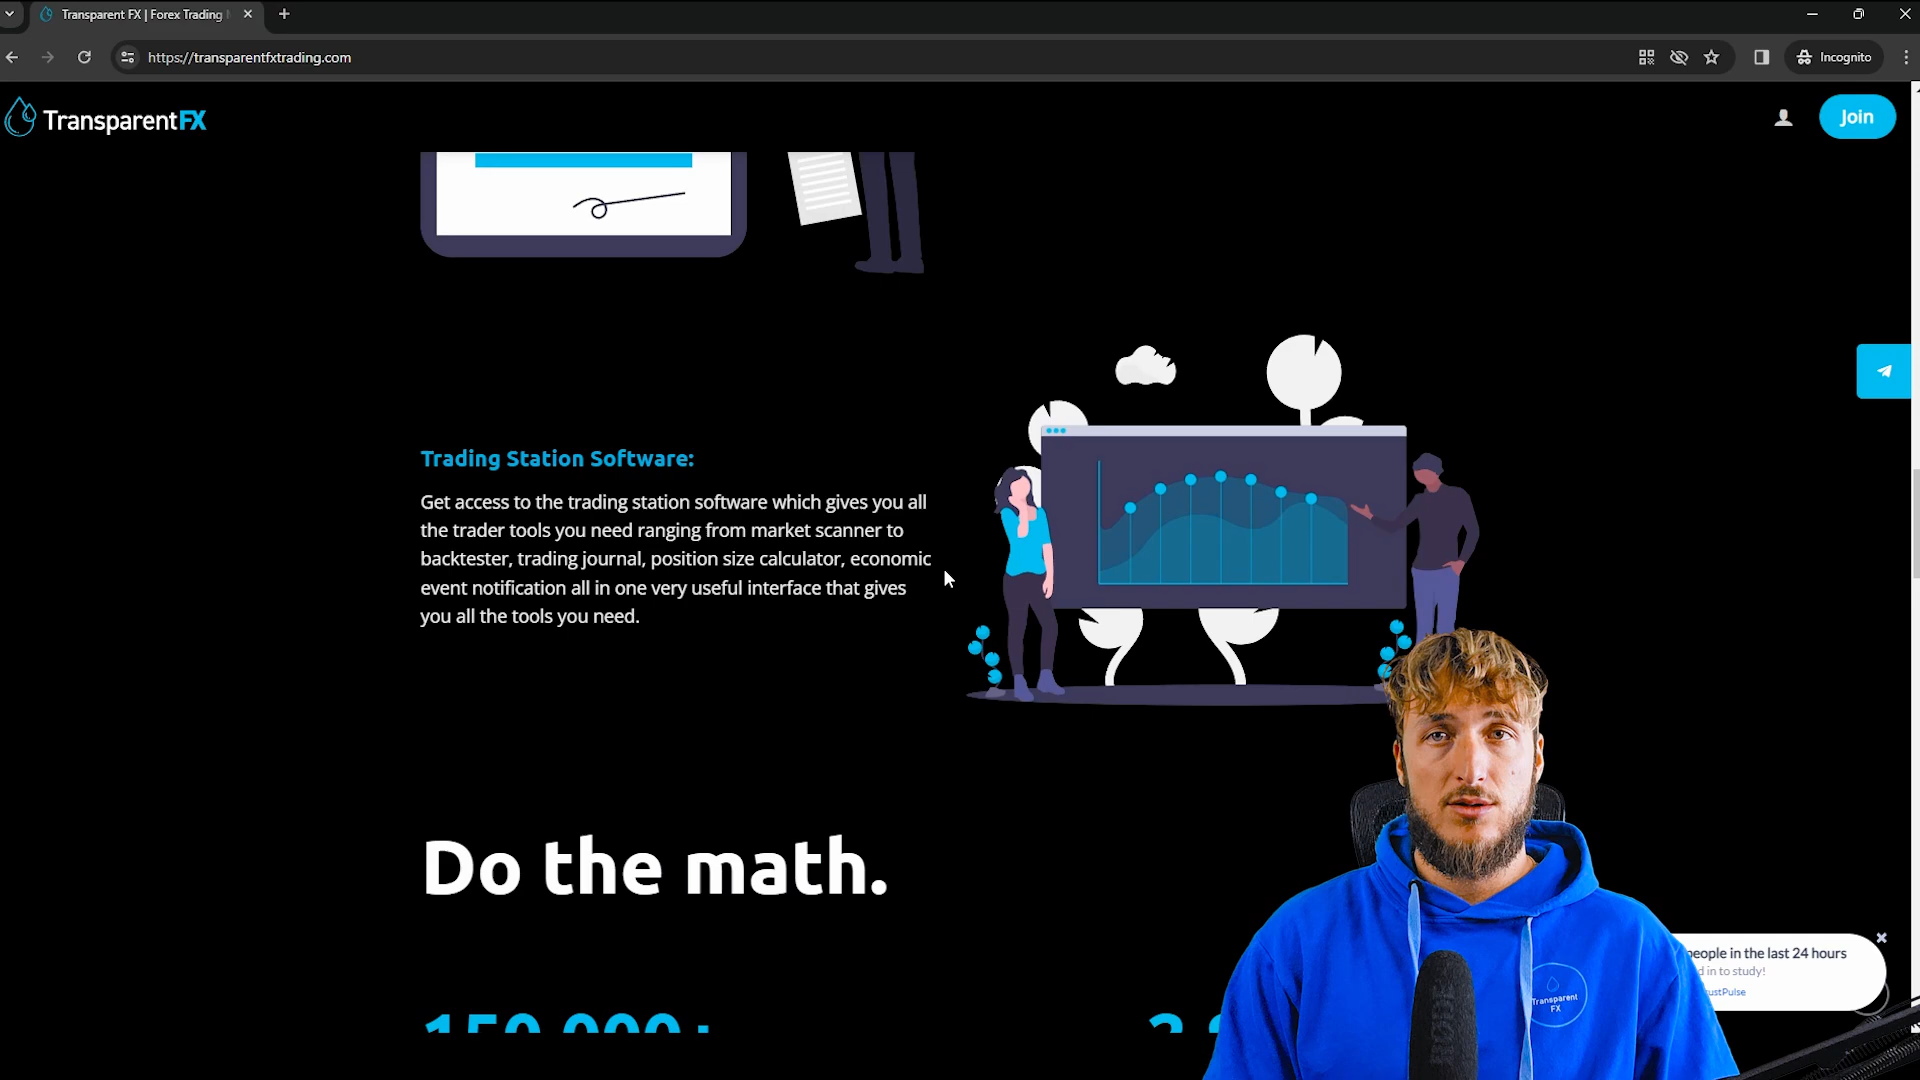 Transparent FX | Forex Trading
https://transparentfxtrading.com
Incognito
TransparentFX
Join
Trading Station Software:
Get access to the trading station software which gives you all
the trader tools you need ranging from market scanner to
backtester, trading journal, position size calculator, economic
event notification all in one very useful interface that gives
you all the tools you need.
Do the math.
150,000+
people in the last 24 hours
in to study!
RØDE
Transparent
FX